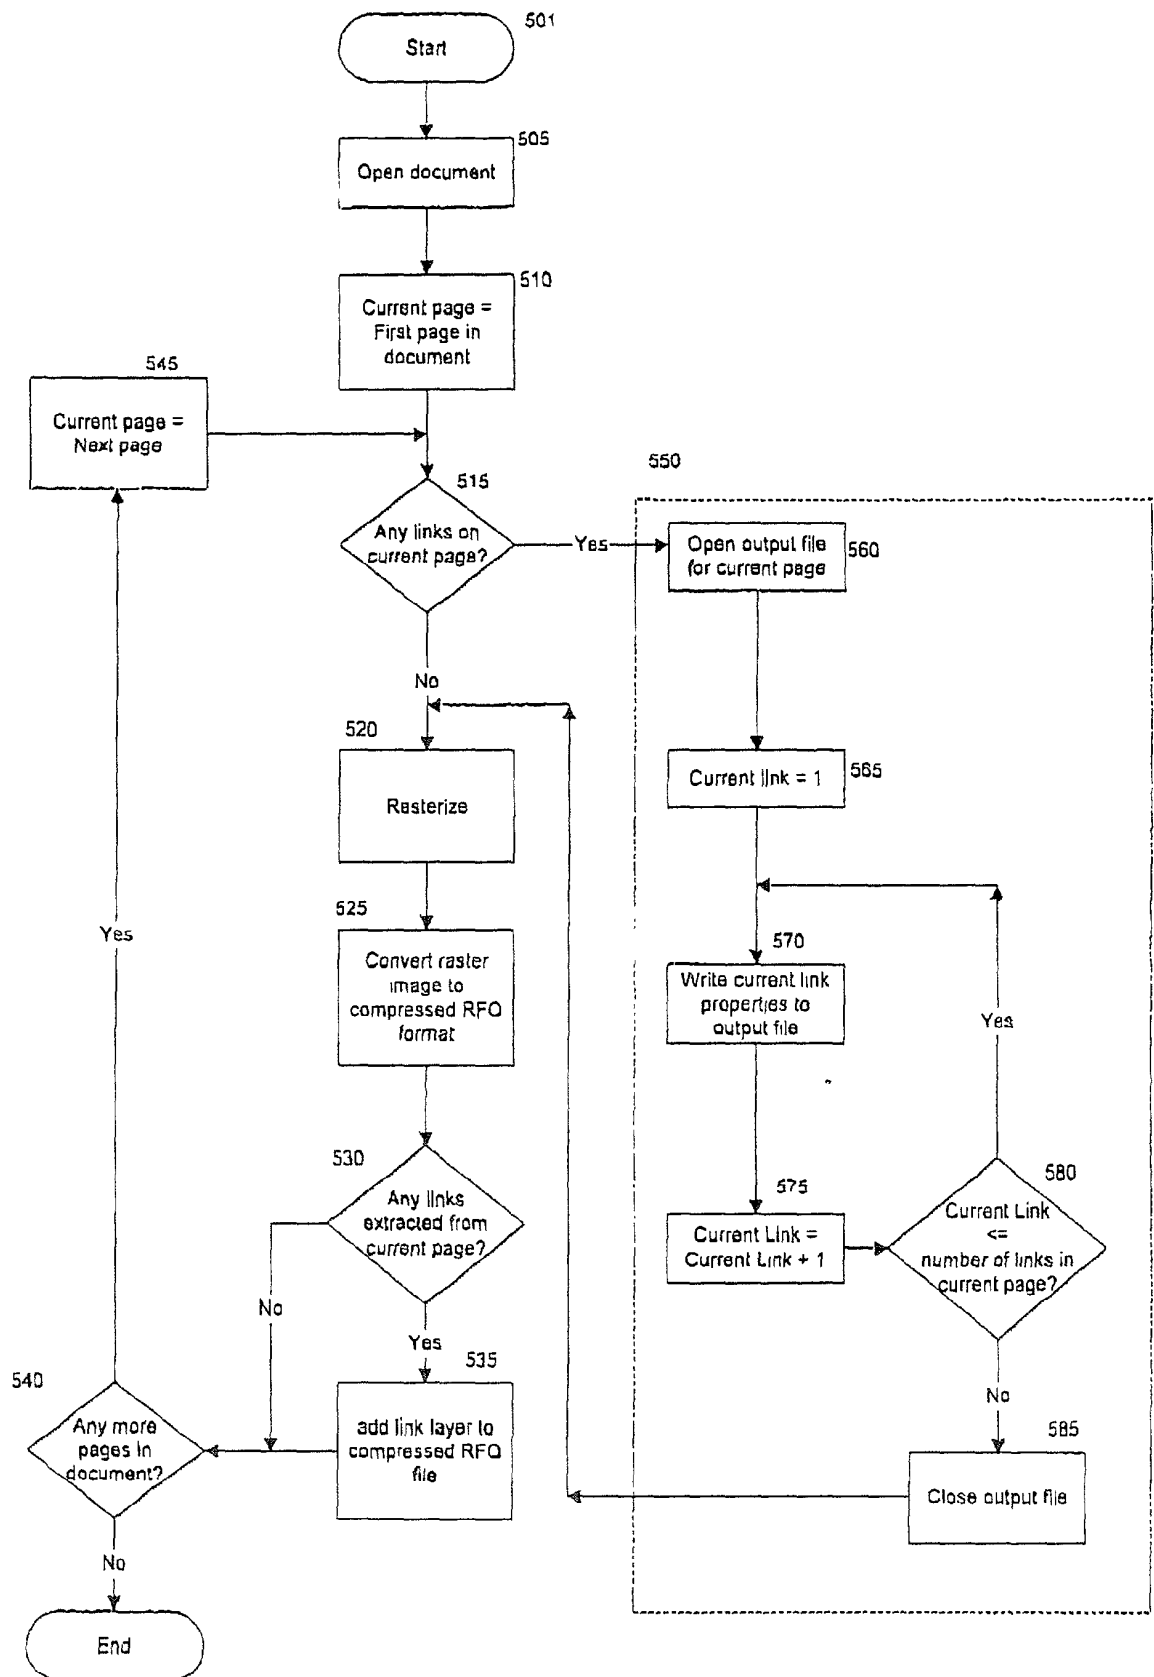 501
Start
505
Open document
510
Current page =
First page in
document
545
Current page =
Next page
515
Any links on
current page?
Yes
No
550
Open output file
for current page
560
Current link = 1
565
570
Write current link
properties to
output file
Yes
575
Current Link =
Current Link + 1
580
Current Link
<=
number of links in
current page?
No
585
Close output file
520
Rasterize
525
Convert raster
image to
compressed RFQ
format
530
Any links
extracted from
current page?
No
Yes
535
add link layer to
compressed RFQ
file
540
Any more
pages in
document?
Yes
No
End